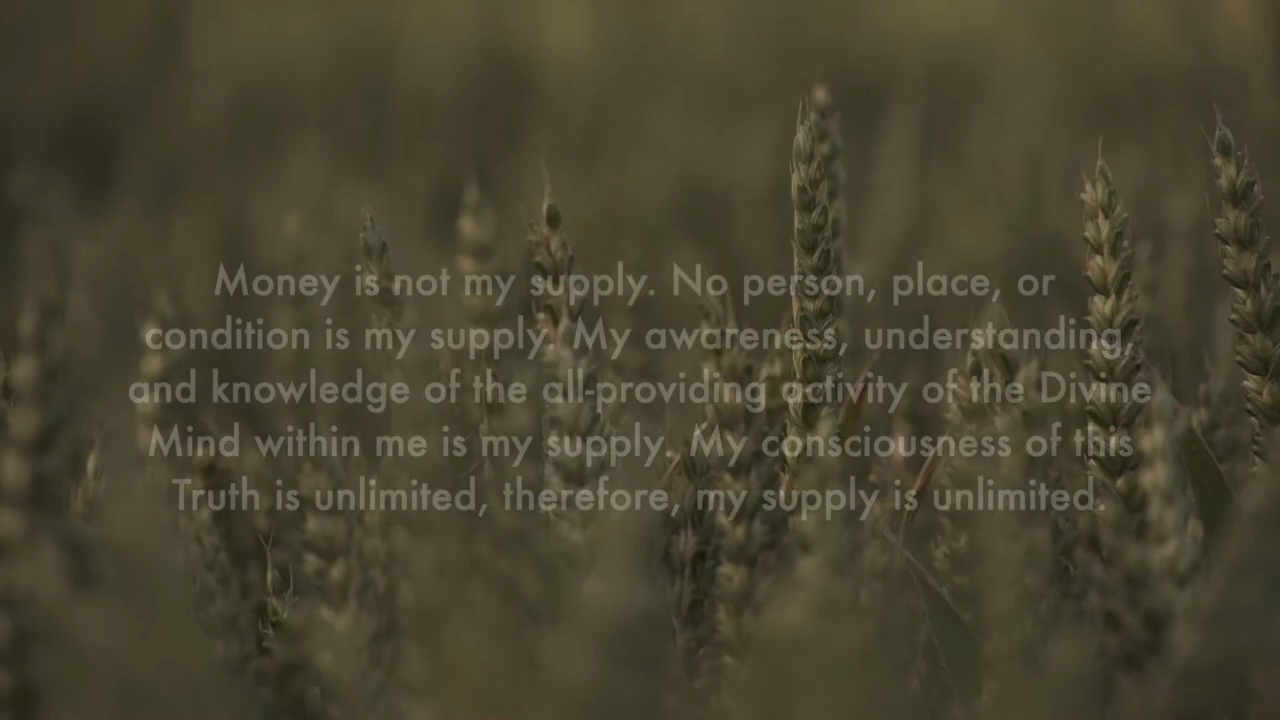 Money is not my supply. No person, place, or
condition is my supply. My awareness, understanding
and knowledge of the all-providing activity of the Divine
Mind within me is my supply. My consciousness of this
Truth is unlimited, therefore, my supply is unlimited.